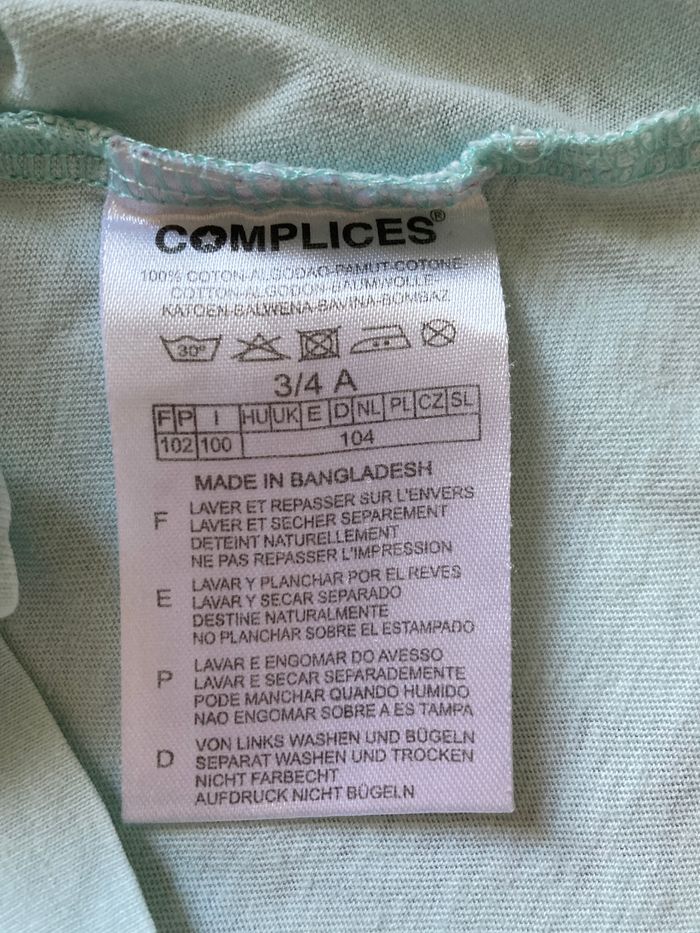 COMPLICES®
100% COTON-ALGODAO-PAMUT-COTONE
COTTON-ALGODON-BAUMWOLLE
KATOEN-BALWENA-BAVINA-BOMBAZ
30°
3/4 A
F P I HU UK E D NL PL CZ SL
102 100 104
MADE IN BANGLADESH
F LAVER ET REPASSER SUR L'ENVERS
LAVER ET SECHER SEPAREMENT
DETEINT NATURELLEMENT
NE PAS REPASSER L'IMPRESSION
E LAVAR Y PLANCHAR POR EL REVES
LAVAR Y SECAR SEPARADO
DESTINE NATURALMENTE
NO PLANCHAR SOBRE EL ESTAMPADO
P LAVAR E ENGOMAR DO AVESSO
LAVAR E SECAR SEPARADEMENTE
PODE MANCHAR QUANDO HUMIDO
NAO ENGOMAR SOBRE A ES TAMPA
D VON LINKS WASHEN UND BÜGELN
SEPARAT WASHEN UND TROCKEN
NICHT FARBECHT
AUFDRUCK NICHT BÜGELN